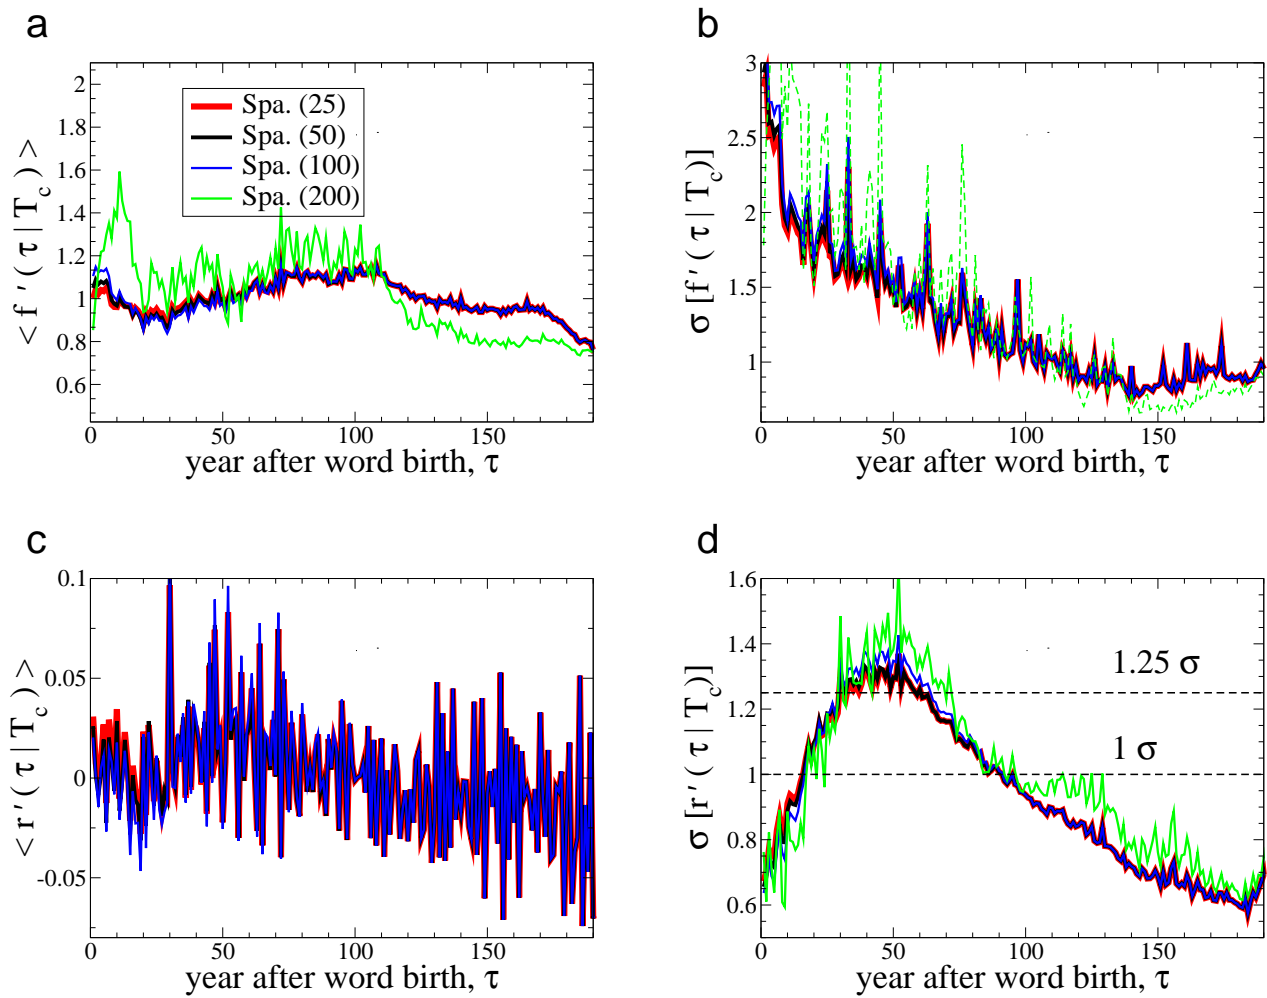 a
2
1.8
1.6
1.4
1.2
1
0.8
0.6
< f ′ ( τ | T_c ) >
Spa. (25)
Spa. (50)
Spa. (100)
Spa. (200)
0 50 100 150
year after word birth, τ
b
3
2.5
2
1.5
1
σ [f ′ ( τ | T_c )]
0 50 100 150
year after word birth, τ
c
0.1
0.05
0
-0.05
< r ′ ( τ | T_c ) >
0 50 100 150
year after word birth, τ
d
1.6
1.4
1.2
1
0.8
0.6
σ [r ′ ( τ | T_c )]
1.25 σ
1 σ
0 50 100 150
year after word birth, τ